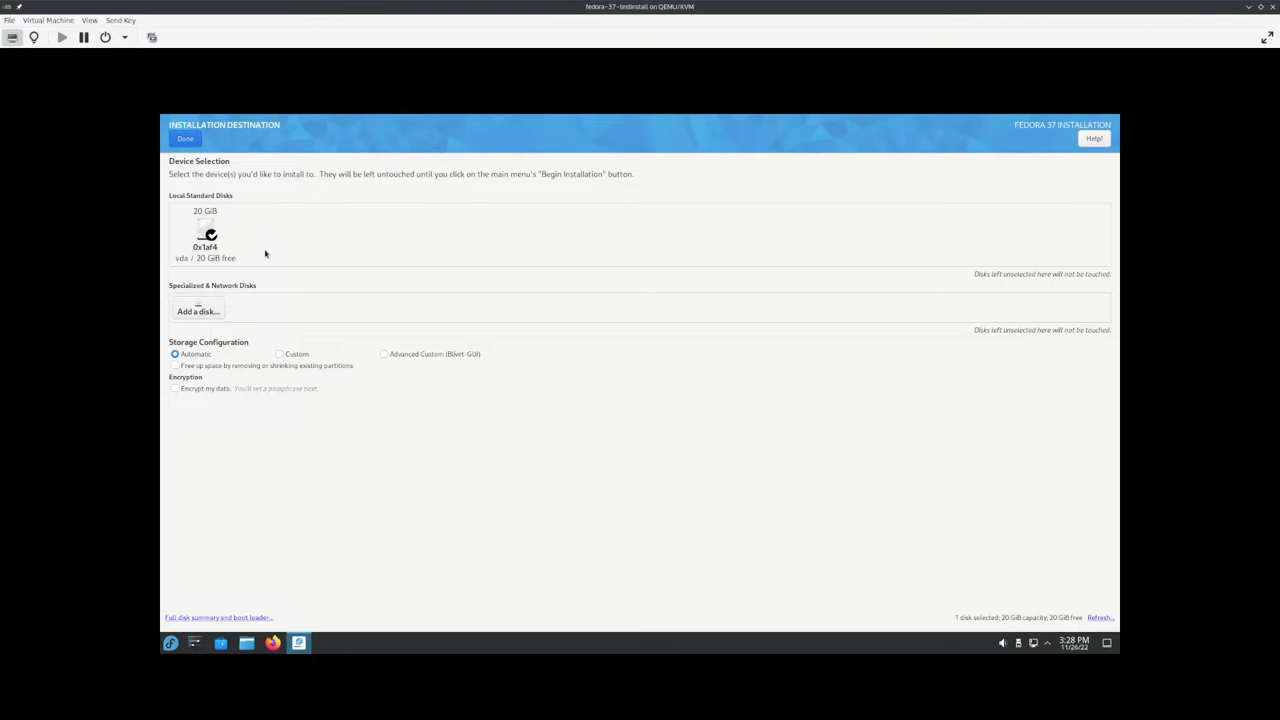 fedora-37-testinstall on QEMU/KVM
File Virtual Machine View Send Key
INSTALLATION DESTINATION
FEDORA 37 INSTALLATION
Done
Help!
Device Selection
Select the device(s) you'd like to install to. They will be left untouched until you click on the main menu's "Begin Installation" button.
Local Standard Disks
20 GiB
0x1af4
vda / 20 GiB free
Disks left unselected here will not be touched.
Specialized & Network Disks
Add a disk...
Disks left unselected here will not be touched.
Storage Configuration
Automatic Custom Advanced Custom (Blivet-GUI)
Free up space by removing or shrinking existing partitions
Encryption
Encrypt my data. You'll set a passphrase next.
Full disk summary and boot loader...
1 disk selected; 20 GiB capacity; 20 GiB free Refresh...
3:28 PM
11/26/22